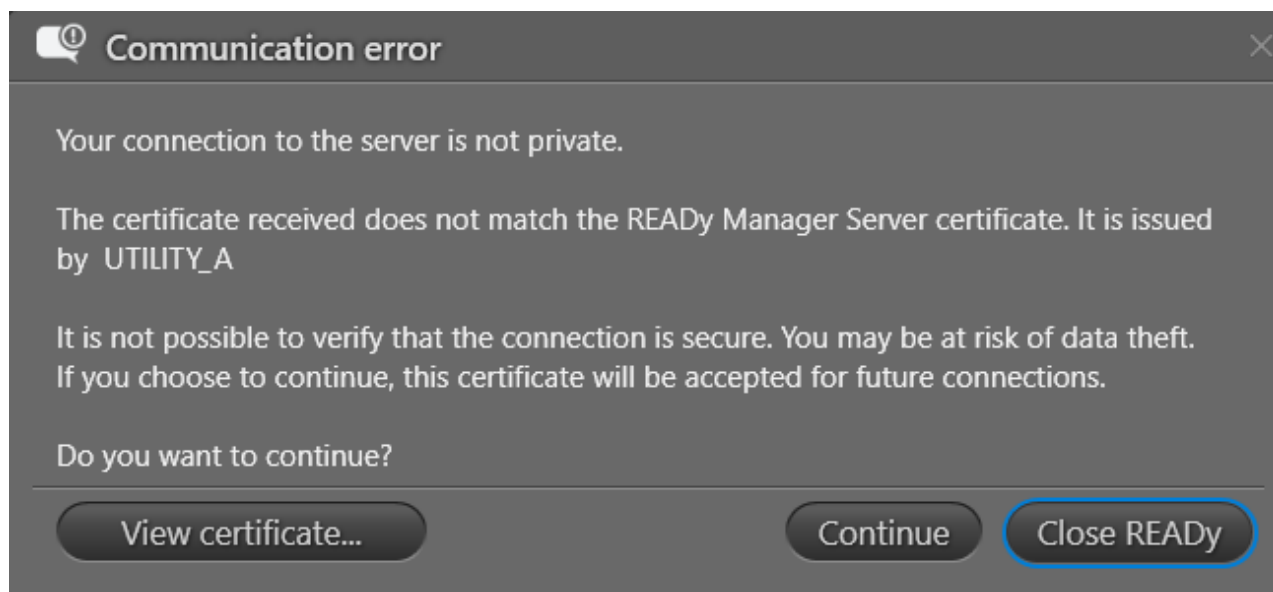 Communication error
Your connection to the server is not private.
The certificate received does not match the READy Manager Server certificate. It is issued
by  UTILITY_A
It is not possible to verify that the connection is secure. You may be at risk of data theft.
If you choose to continue, this certificate will be accepted for future connections.
Do you want to continue?
View certificate... Continue Close READy